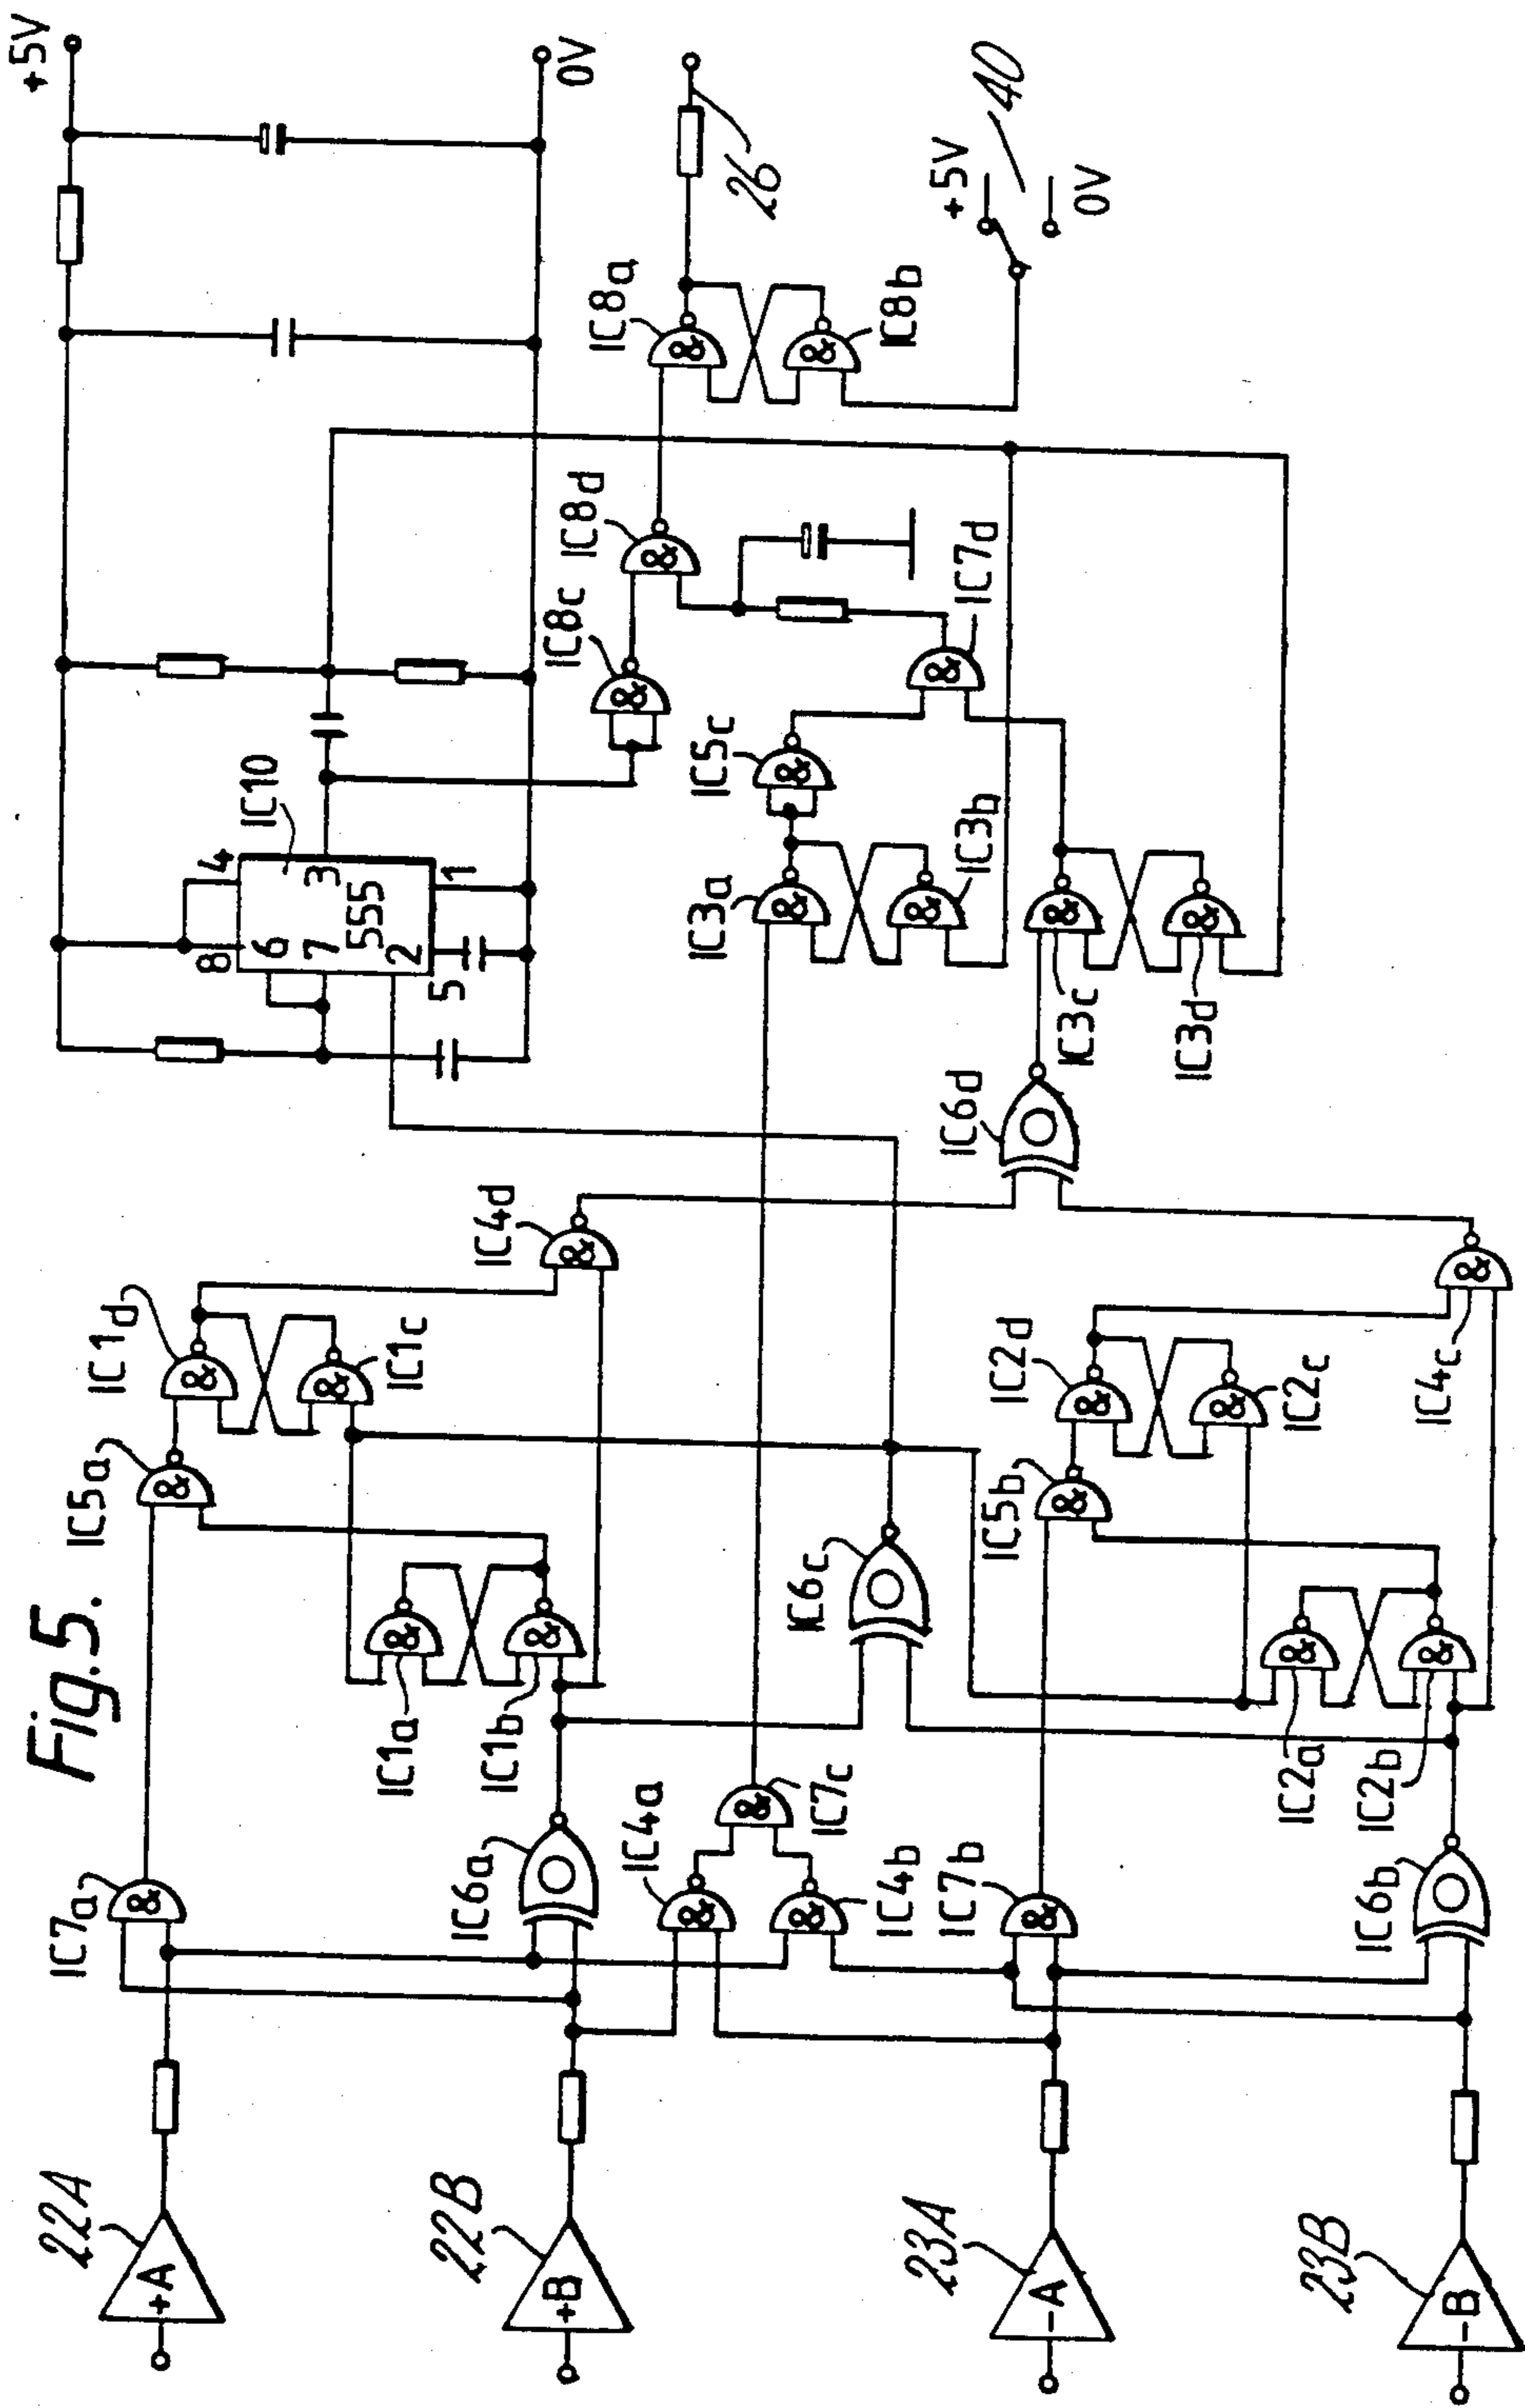 Fig.5.
+5V
0V
26
+5V
40
0V
IC8a
&
&
IC8b
IC8d
&
IC8c
&
IC10
4
8
6
7
3
555
2
5
1
IC7d
&
IC5c
&
IC3a
&
&
IC3b
IC3c
&
&
IC3d
IC6d
IC4d
&
IC1d
&
&
IC1c
IC5a
&
IC1a
&
&
IC1b
IC6c
IC2d
&
&
IC2c
IC4c
&
IC5b
&
IC2a
&
&
IC2b
IC7a
&
IC6a
IC4a
&
&
IC4b
IC7c
&
IC7b
&
IC6b
22A
+A
22B
+B
23A
-A
23B
-B